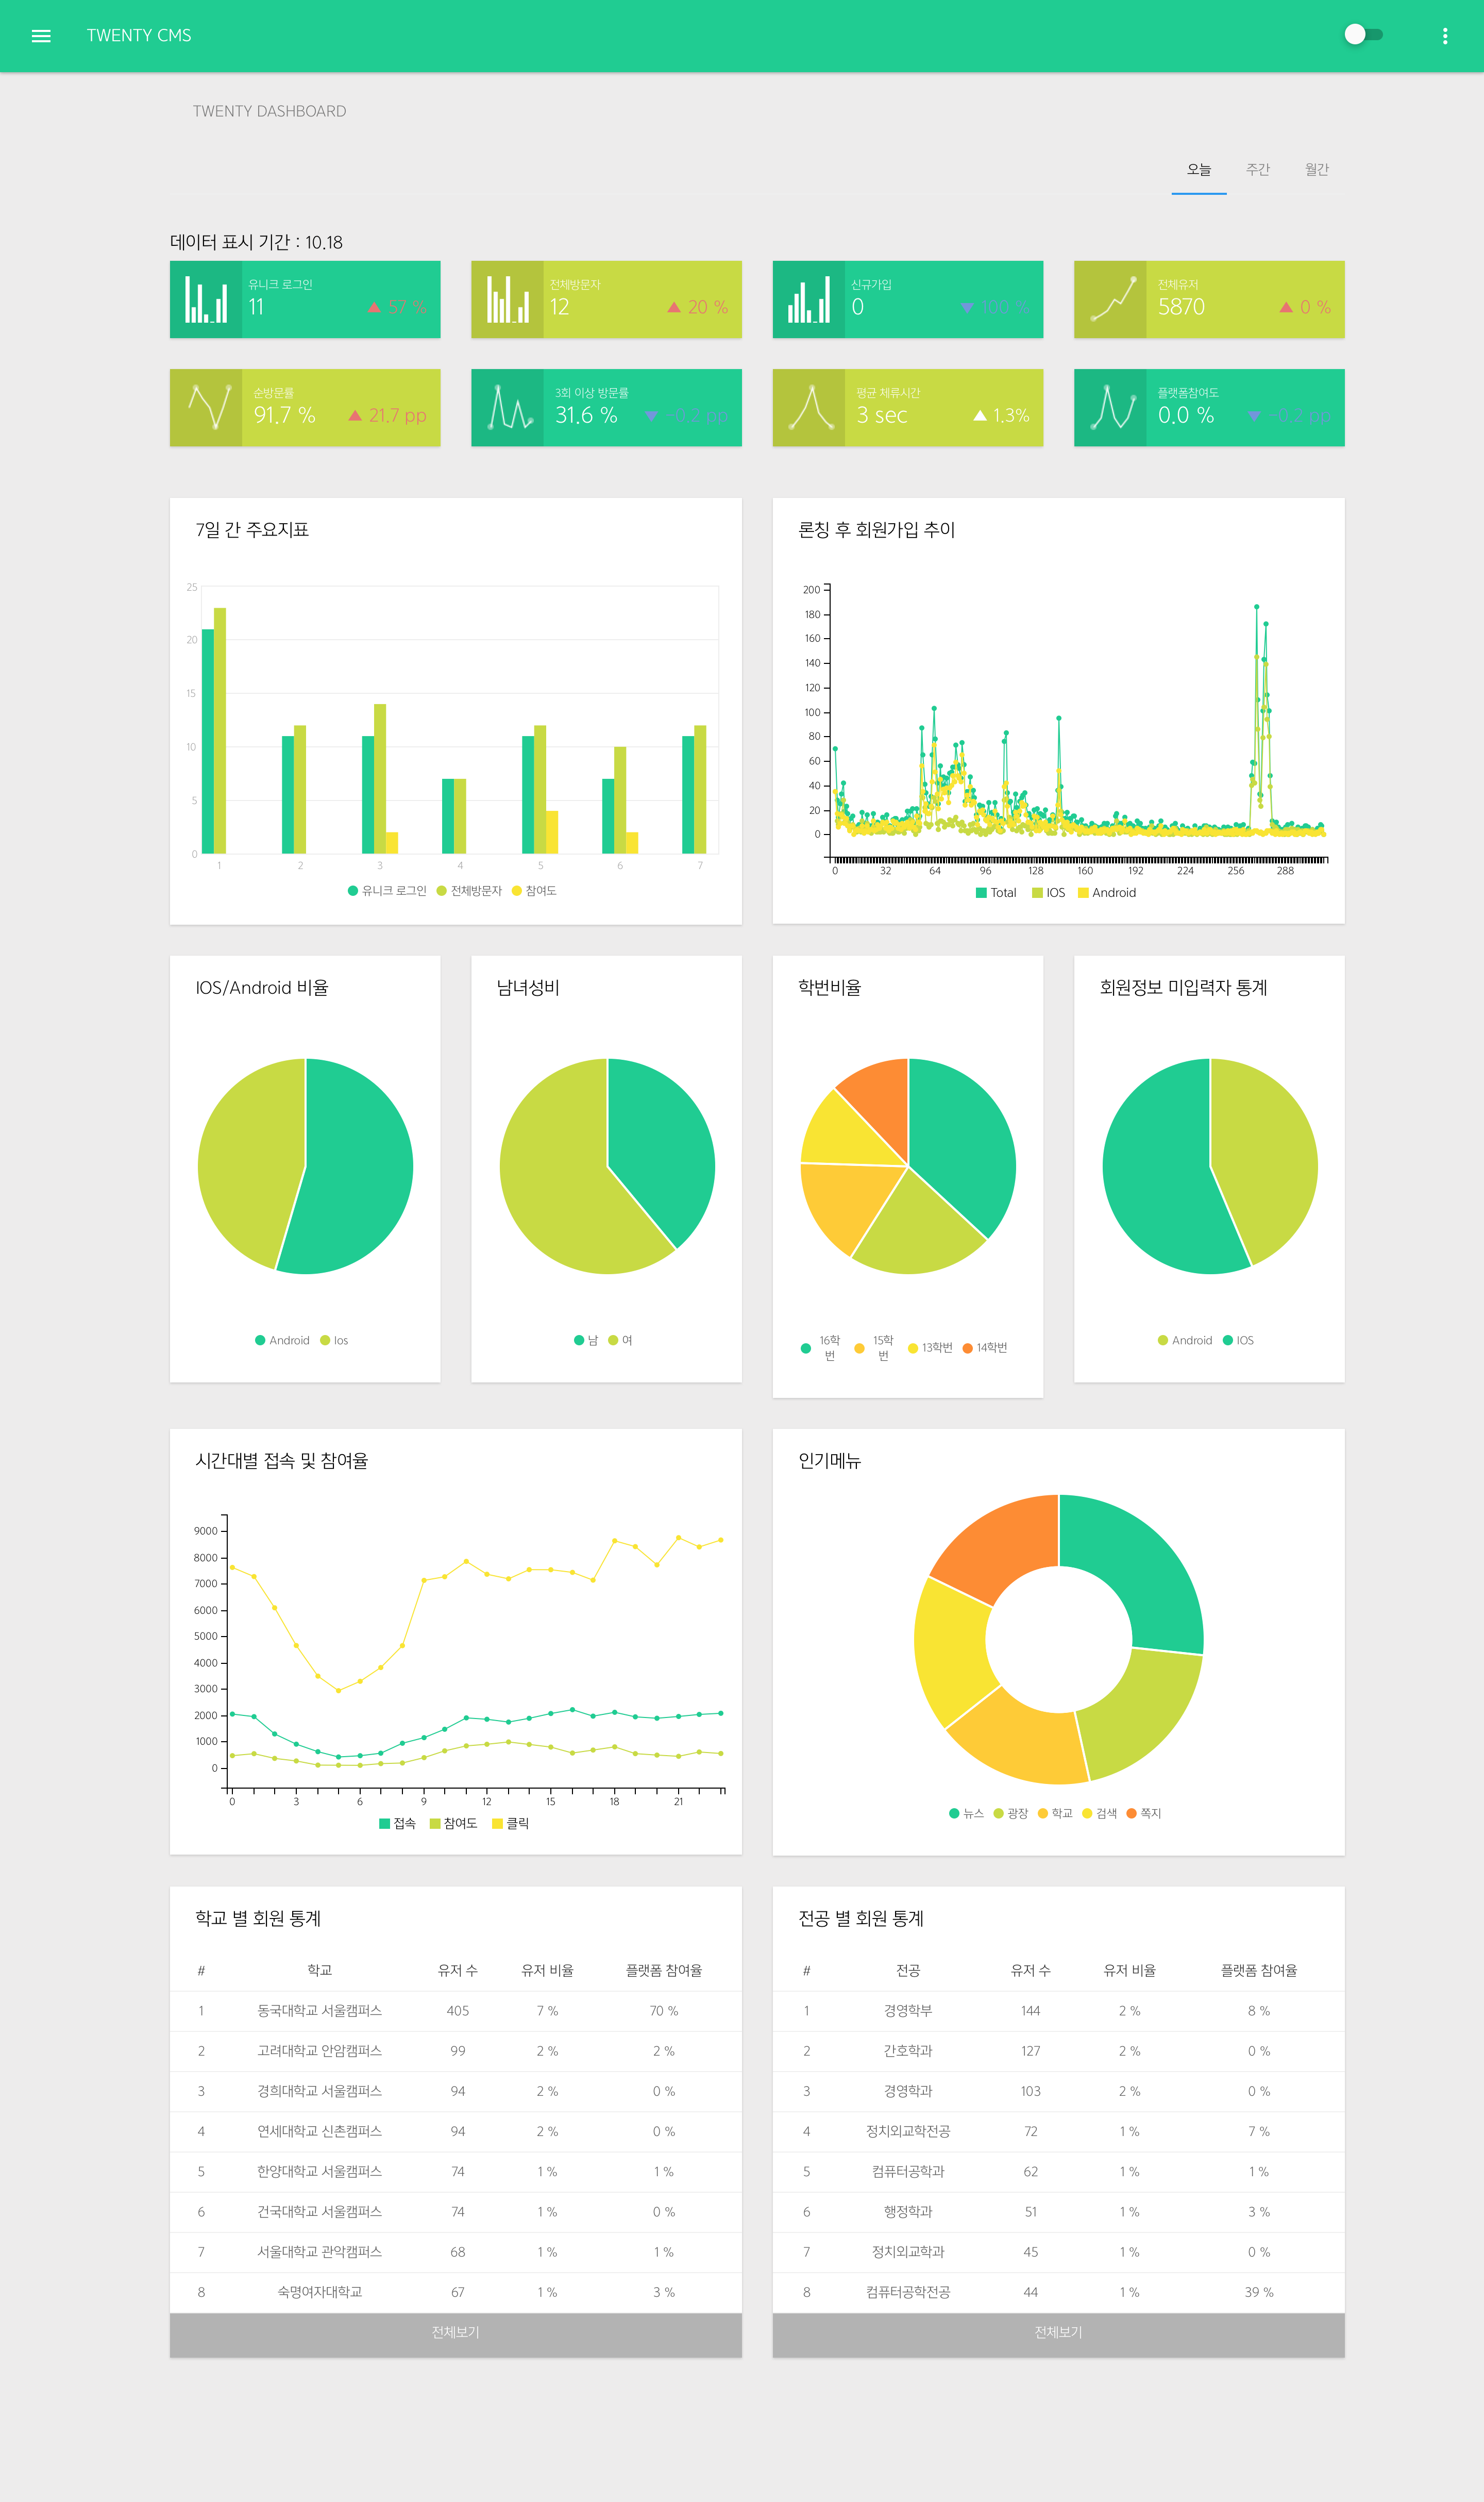 TWENTY CMS
TWENTY DASHBOARD
오늘 주간 월간
데이터 표시 기간 : 10.18
유니크 로그인
11 ▲ 57 %
전체방문자
12 ▲ 20 %
신규가입
0 ▼
전체유저
5870 ▲ 0 %
순방문률
91.7 % ▲ 21.7 pp
3회 이상 방문률
31.6 % ▼
평균 체류시간
3 sec ▲ 1.3%
플랫폼참여도
0.0 % ▼
7일 간 주요지표
25
20
15
10
5
0
1 2 3 4 5 6 7
유니크 로그인 전체방문자 참여도
론칭 후 회원가입 추이
200
180
160
140
120
100
80
60
40
20
0
0 32 64 96 128 160 192 224 256 288
Total IOS Android
IOS/Android 비율
Android Ios
남녀성비
남 여
학번비율
16학번 15학번 13학번 14학번
회원정보 미입력자 통계
Android IOS
시간대별 접속 및 참여율
9000
8000
7000
6000
5000
4000
3000
2000
1000
0
0 3 6 9 12 15 18 21
접속 참여도 클릭
인기메뉴
뉴스 광장 학교 검색 쪽지
학교 별 회원 통계
# 학교 유저 수 유저 비율 플랫폼 참여율
1 동국대학교 서울캠퍼스 405 7 % 70 %
2 고려대학교 안암캠퍼스 99 2 % 2 %
3 경희대학교 서울캠퍼스 94 2 % 0 %
4 연세대학교 신촌캠퍼스 94 2 % 0 %
5 한양대학교 서울캠퍼스 74 1 % 1 %
6 건국대학교 서울캠퍼스 74 1 % 0 %
7 서울대학교 관악캠퍼스 68 1 % 1 %
8 숙명여자대학교 67 1 % 3 %
전체보기
전공 별 회원 통계
# 전공 유저 수 유저 비율 플랫폼 참여율
1 경영학부 144 2 % 8 %
2 간호학과 127 2 % 0 %
3 경영학과 103 2 % 0 %
4 정치외교학전공 72 1 % 7 %
5 컴퓨터공학과 62 1 % 1 %
6 행정학과 51 1 % 3 %
7 정치외교학과 45 1 % 0 %
8 컴퓨터공학전공 44 1 % 39 %
전체보기